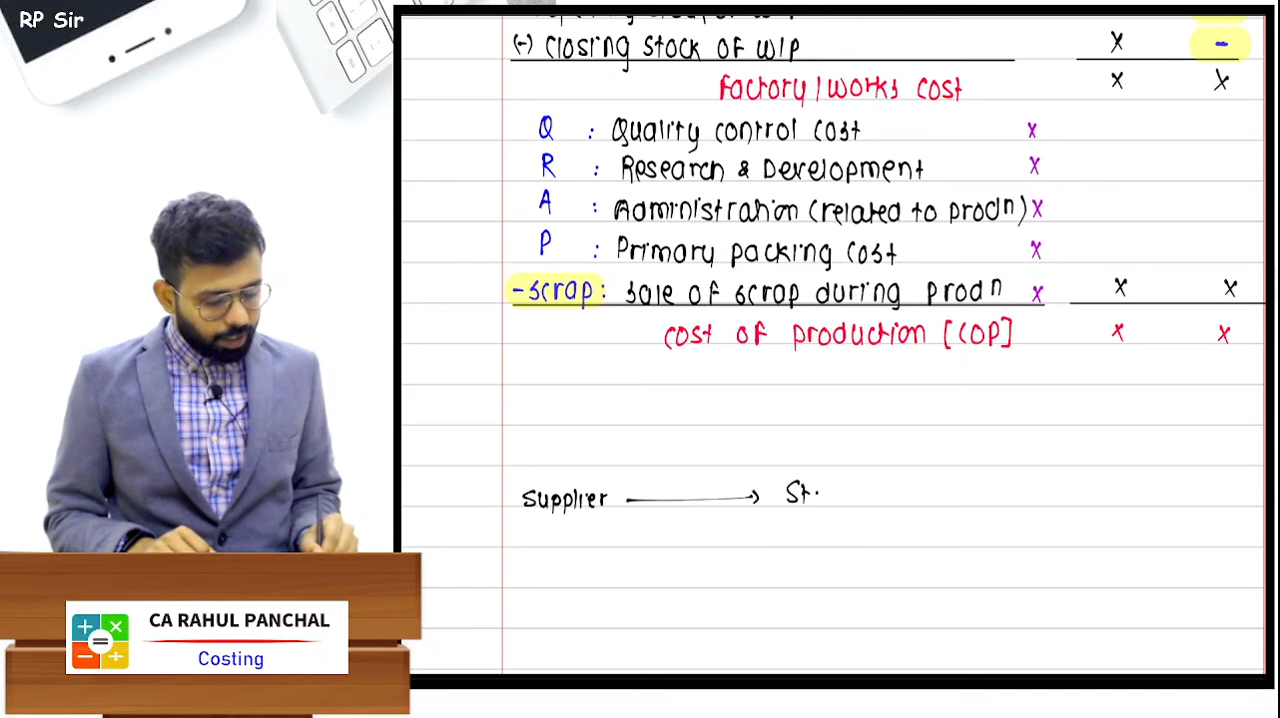 RP Sir
(-) Closing Stock of WIP X -
Factory/Works cost X X
Q : Quality control cost X
R : Research & Development X
A : Administration (related to prodn) X
P : Primary packing cost X
-Scrap: Sale of scrap during prodn X X X
Cost of production [COP] X X
Supplier → St.
CA RAHUL PANCHAL
Costing